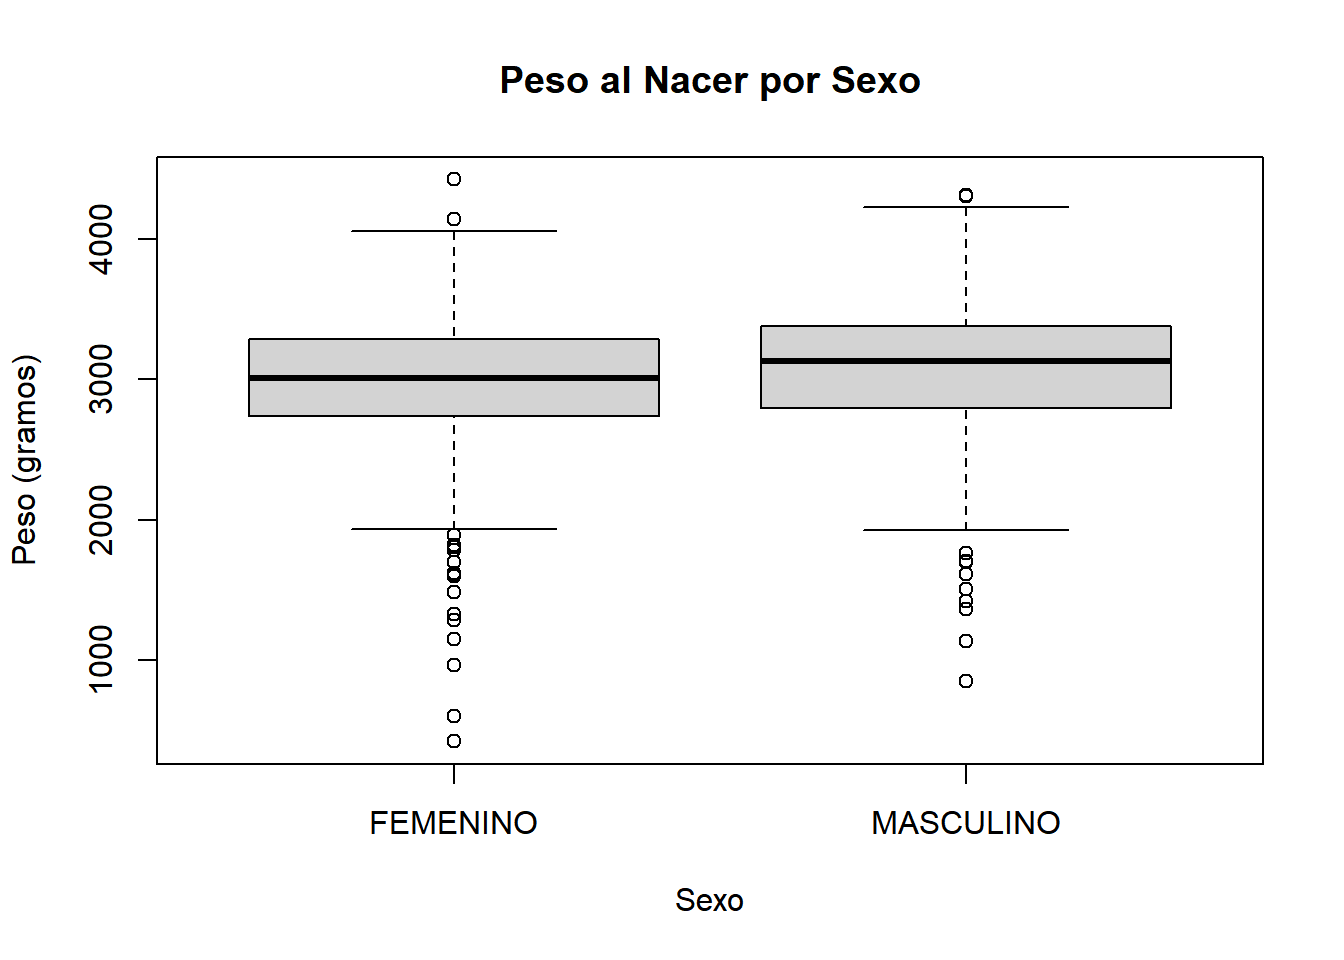 Peso al Nacer por Sexo
Peso (gramos)
4000
3000
2000
1000
FEMENINO MASCULINO
Sexo